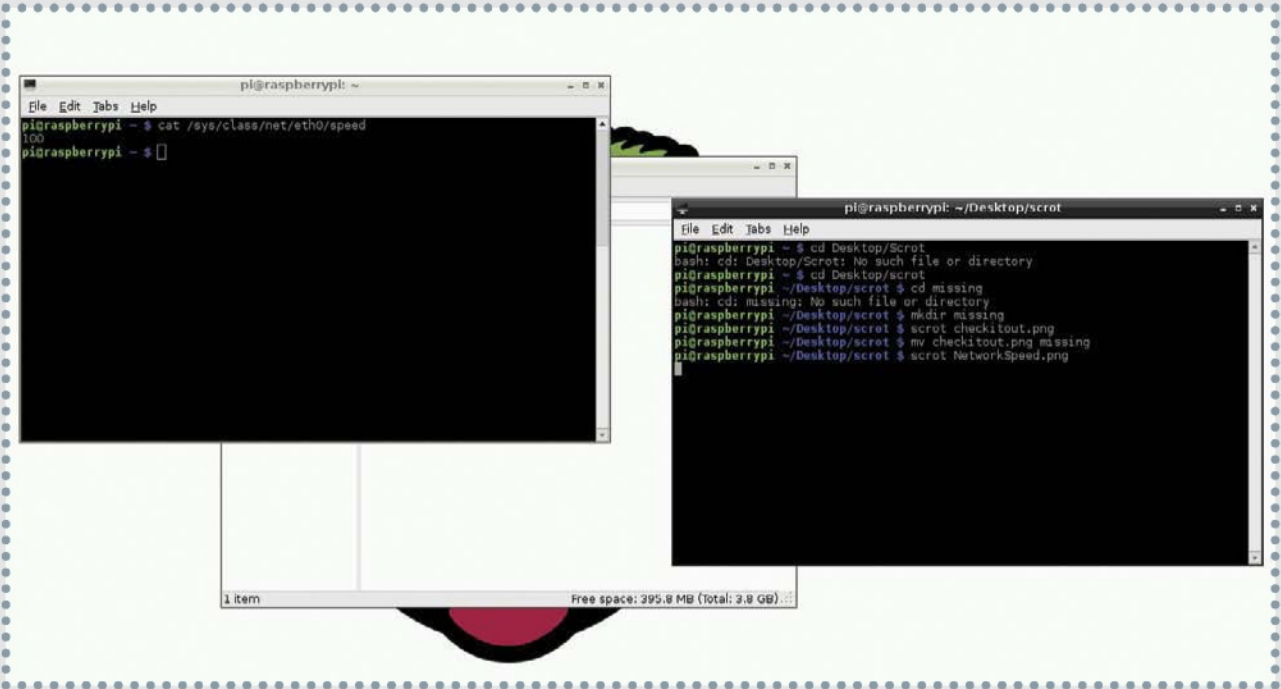 pi@raspberrypi: ~
File Edit Tabs Help
pi@raspberrypi ~ $ cat /sys/class/net/eth0/speed
100
pi@raspberrypi ~ $
pi@raspberrypi: ~/Desktop/scrot
File Edit Tabs Help
pi@raspberrypi ~ $ cd Desktop/Scrot
bash: cd: Desktop/Scrot: No such file or directory
pi@raspberrypi ~ $ cd Desktop/scrot
pi@raspberrypi ~/Desktop/scrot $ cd missing
bash: cd: missing: No such file or directory
pi@raspberrypi ~/Desktop/scrot $ mkdir missing
pi@raspberrypi ~/Desktop/scrot $ scrot checkitout.png
pi@raspberrypi ~/Desktop/scrot $ mv checkitout.png missing
pi@raspberrypi ~/Desktop/scrot $ scrot NetworkSpeed.png
1 item
Free space: 395.8 MB (Total: 3.8 GB)